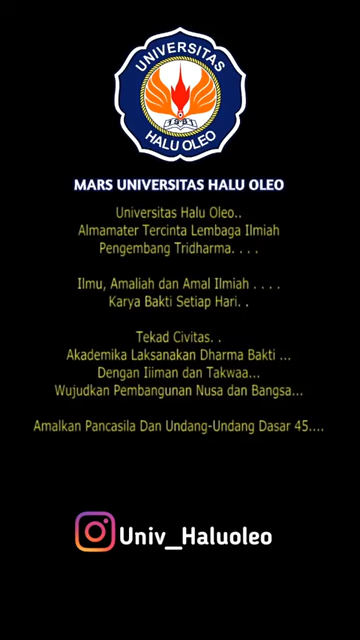 UNIVERSITAS
1981
HALU OLEO
MARS UNIVERSITAS HALU OLEO
Universitas Halu Oleo..
Almamater Tercinta Lembaga Ilmiah
Pengembang Tridharma. . . .
Ilmu, Amaliah dan Amal Ilmiah . . . .
Karya Bakti Setiap Hari. .
Tekad Civitas. .
Akademika Laksanakan Dharma Bakti ...
Dengan Iiiman dan Takwaa...
Wujudkan Pembangunan Nusa dan Bangsa...
Amalkan Pancasila Dan Undang-Undang Dasar 45....
Univ_Haluoleo